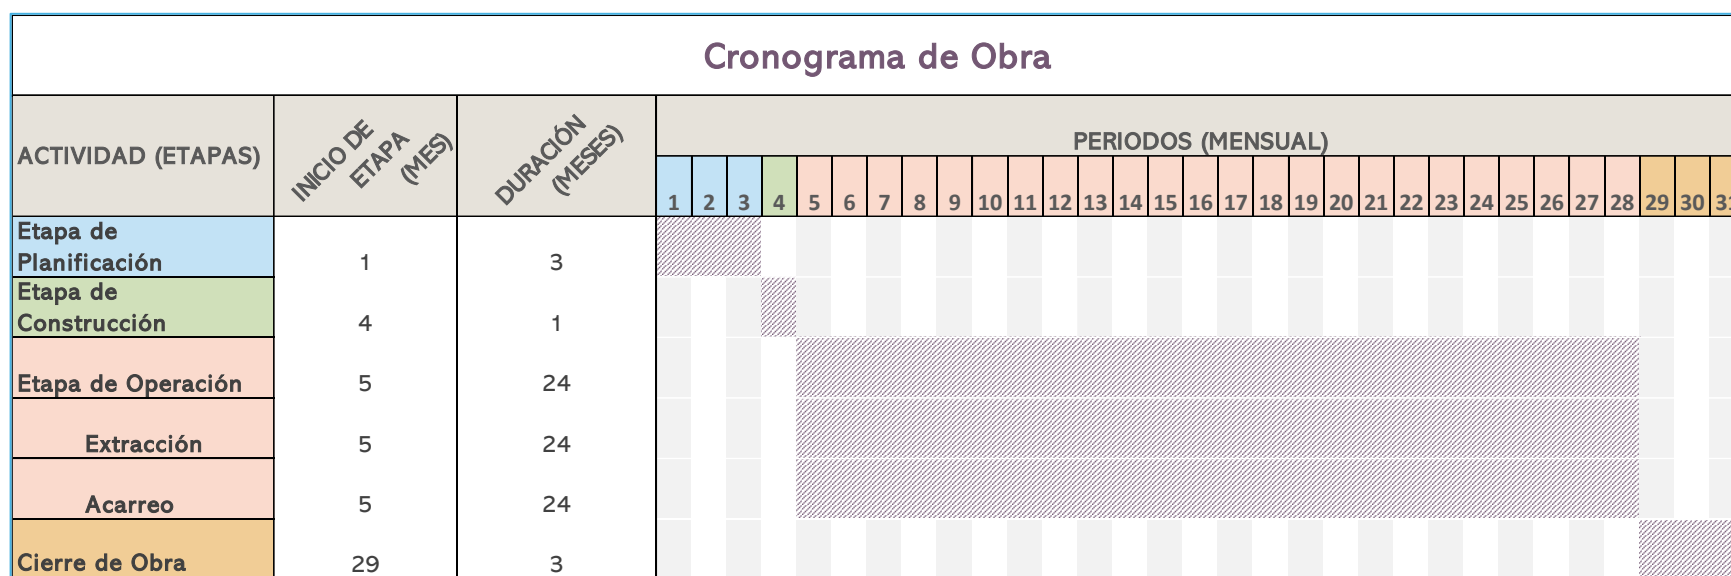 Cronograma de Obra
ACTIVIDAD (ETAPAS)
INICIO DE
ETAPA
(MES)
DURACIÓN
(MESES)
PERIODOS (MENSUAL)
1 2 3 4 5 6 7 8 9 10 11 12 13 14 15 16 17 18 19 20 21 22 23 24 25 26 27 28 29 30 31
Etapa de
Planificación 1 3
Etapa de
Construcción 4 1
Etapa de Operación 5 24
Extracción 5 24
Acarreo 5 24
Cierre de Obra 29 3